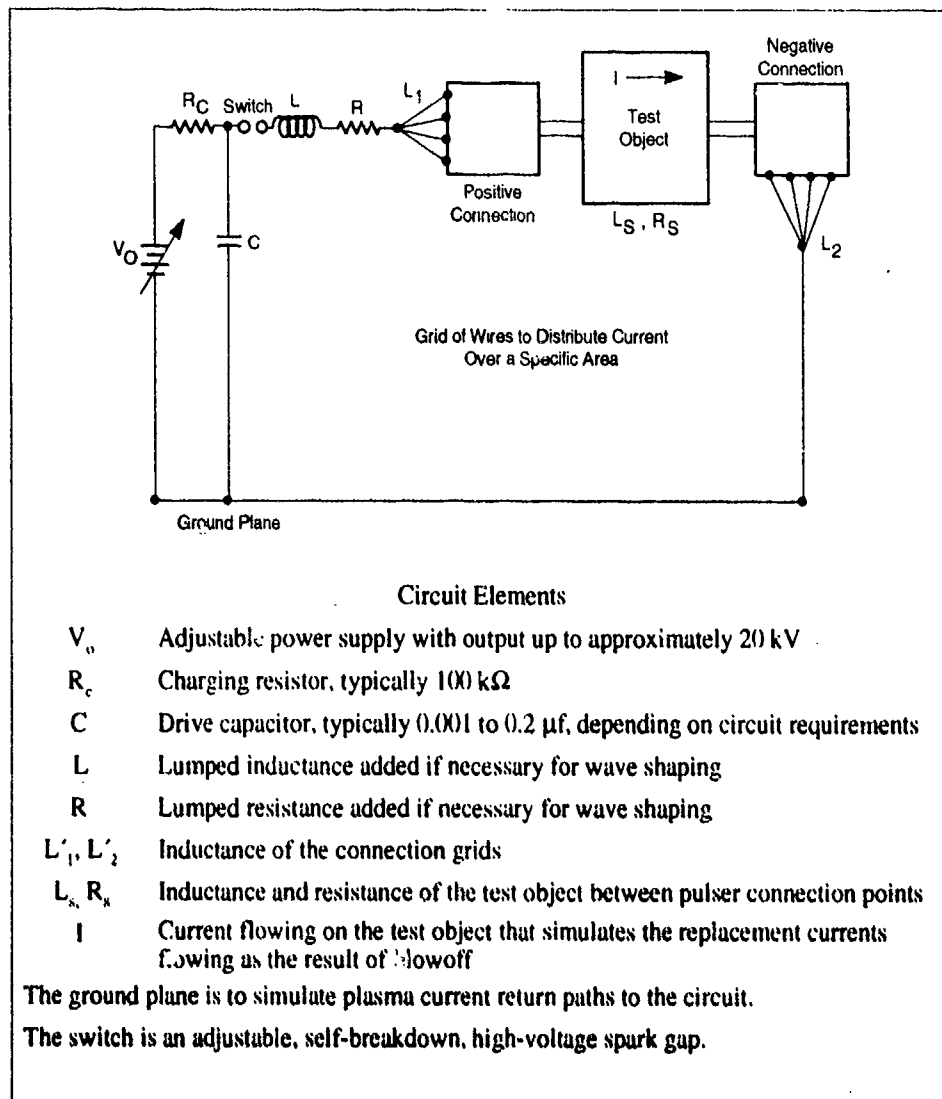 Negative
Connection
R_C Switch L R L_1
I
Test
Object
Positive
Connection
L_S , R_S
V_O C L_2
Grid of Wires to Distribute Current
Over a Specific Area
Ground Plane
Circuit Elements
V_o Adjustable power supply with output up to approximately 20 kV
R_c Charging resistor, typically 100 kΩ
C Drive capacitor, typically 0.001 to 0.2 µf, depending on circuit requirements
L Lumped inductance added if necessary for wave shaping
R Lumped resistance added if necessary for wave shaping
L′_1, L′_2 Inductance of the connection grids
L_s, R_s Inductance and resistance of the test object between pulser connection points
I Current flowing on the test object that simulates the replacement currents
flowing as the result of blowoff
The ground plane is to simulate plasma current return paths to the circuit.
The switch is an adjustable, self-breakdown, high-voltage spark gap.